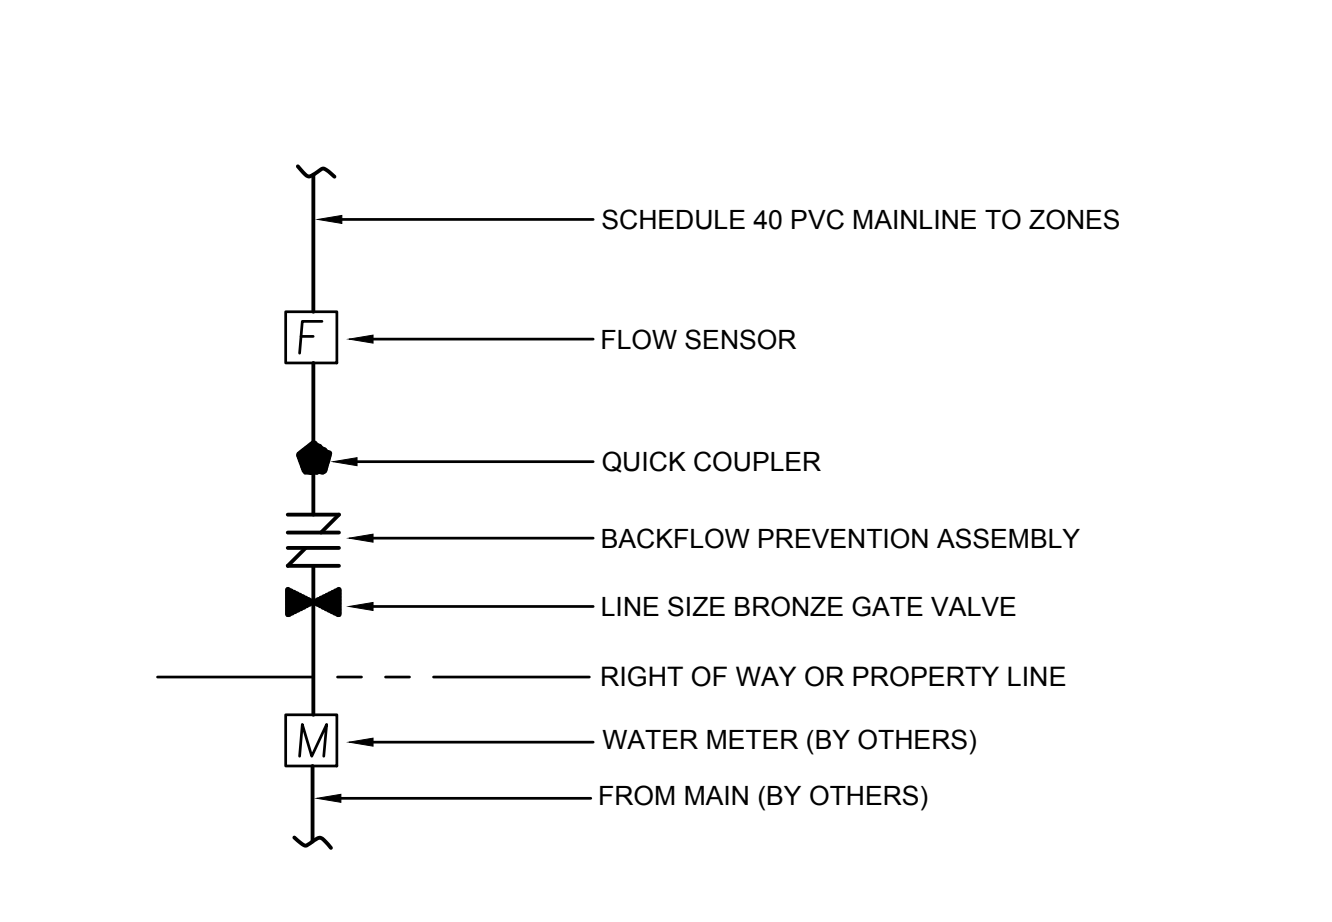 SCHEDULE 40 PVC MAINLINE TO ZONES
F
FLOW SENSOR
QUICK COUPLER
BACKFLOW PREVENTION ASSEMBLY
LINE SIZE BRONZE GATE VALVE
RIGHT OF WAY OR PROPERTY LINE
M
WATER METER (BY OTHERS)
FROM MAIN (BY OTHERS)